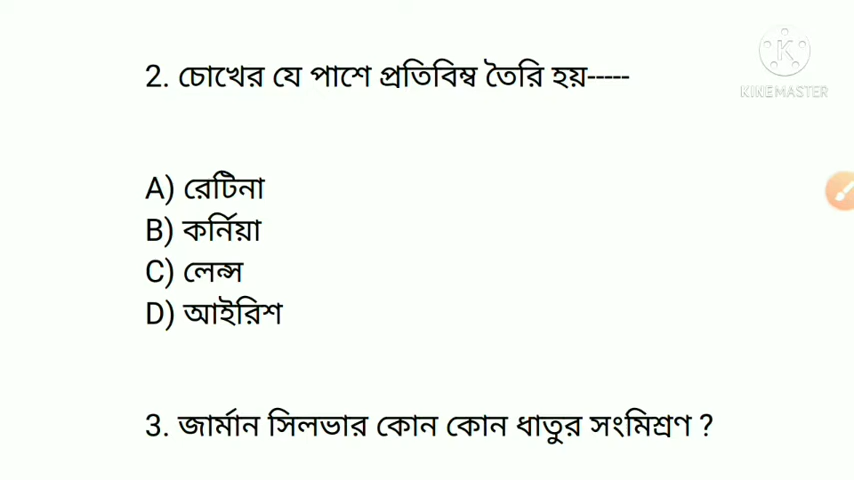 2. চোখের যে পাশে প্রতিবিম্ব তৈরি হয়-----
KINEMASTER
A) রেটিনা
B) কর্নিয়া
C) লেন্স
D) আইরিশ
3. জার্মান সিলভার কোন কোন ধাতুর সংমিশ্রণ ?